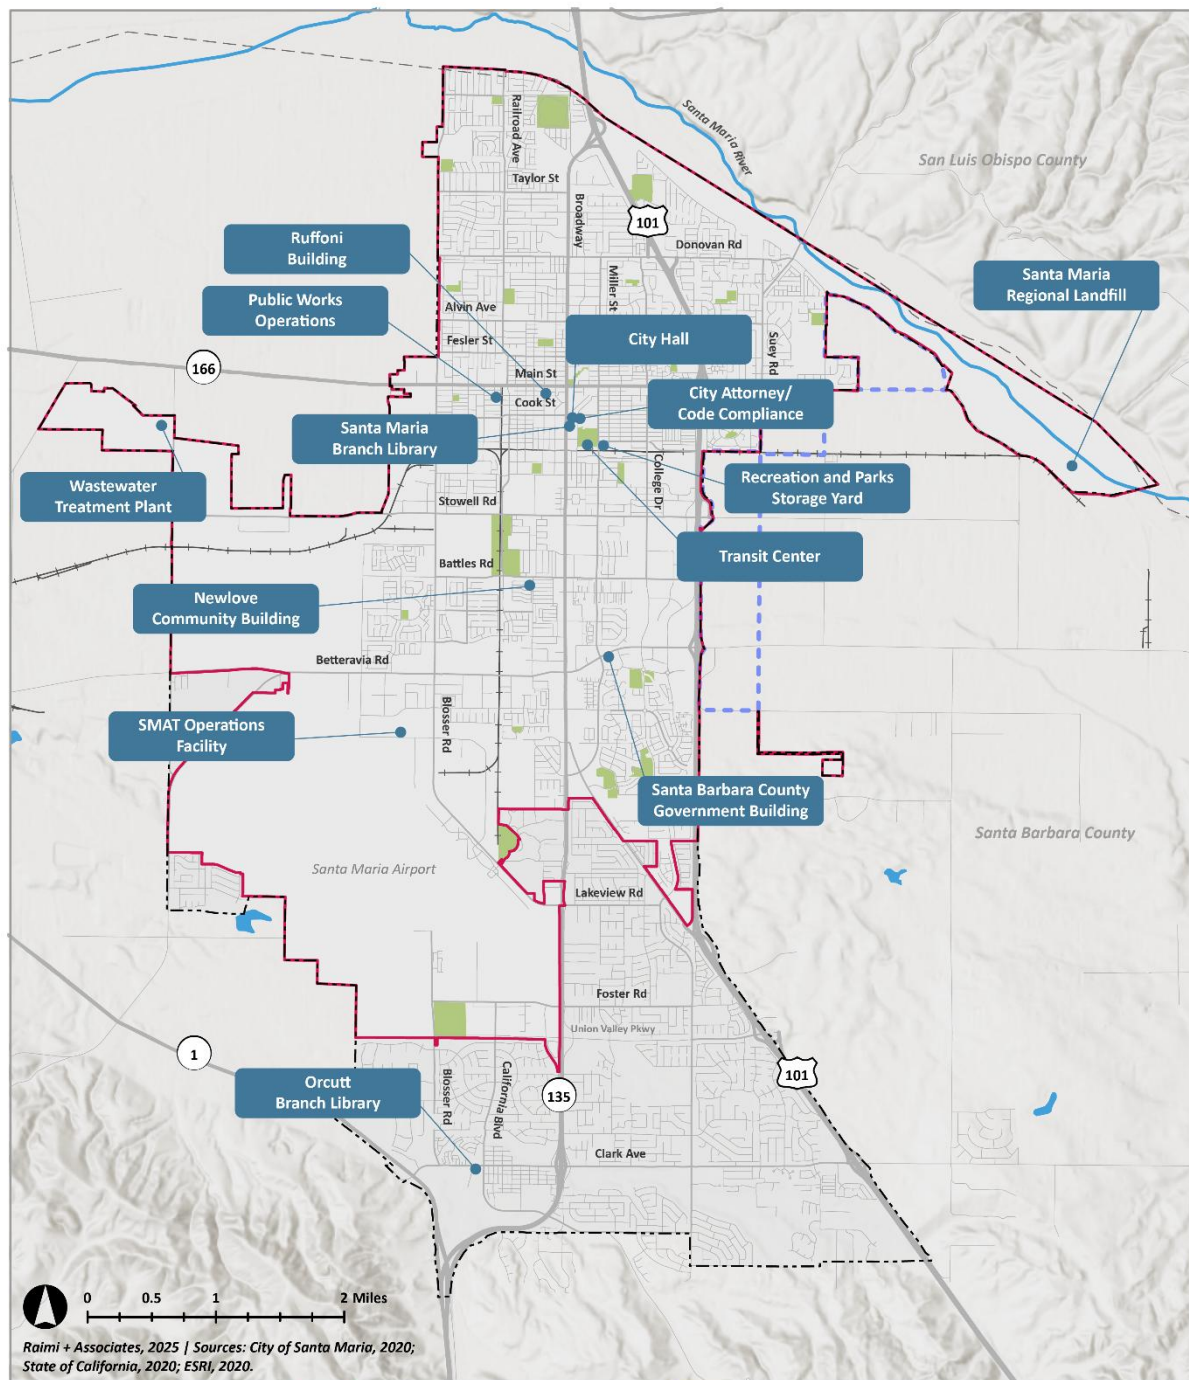 Santa Maria River
San Luis Obispo County
Railroad Ave
Taylor St
Broadway
101
Donovan Rd
Ruffoni
Building
Santa Maria
Regional Landfill
Miller St
Public Works
Operations
Alvin Ave
City Hall
Suey Rd
Fesler St
166
Main St
Cook St
City Attorney/
Code Compliance
Santa Maria
Branch Library
College Dr
Recreation and Parks
Storage Yard
Wastewater
Treatment Plant
Stowell Rd
Transit Center
Battles Rd
Newlove
Community Building
Betteravia Rd
Blosser Rd
SMAT Operations
Facility
Santa Barbara County
Government Building
Santa Barbara County
Santa Maria Airport
Lakeview Rd
Foster Rd
Union Valley Pkwy
1
101
Orcutt
Branch Library
Blosser Rd
California Blvd
135
Clark Ave
0 0.5 1 2 Miles
Raimi + Associates, 2025 | Sources: City of Santa Maria, 2020;
State of California, 2020; ESRI, 2020.